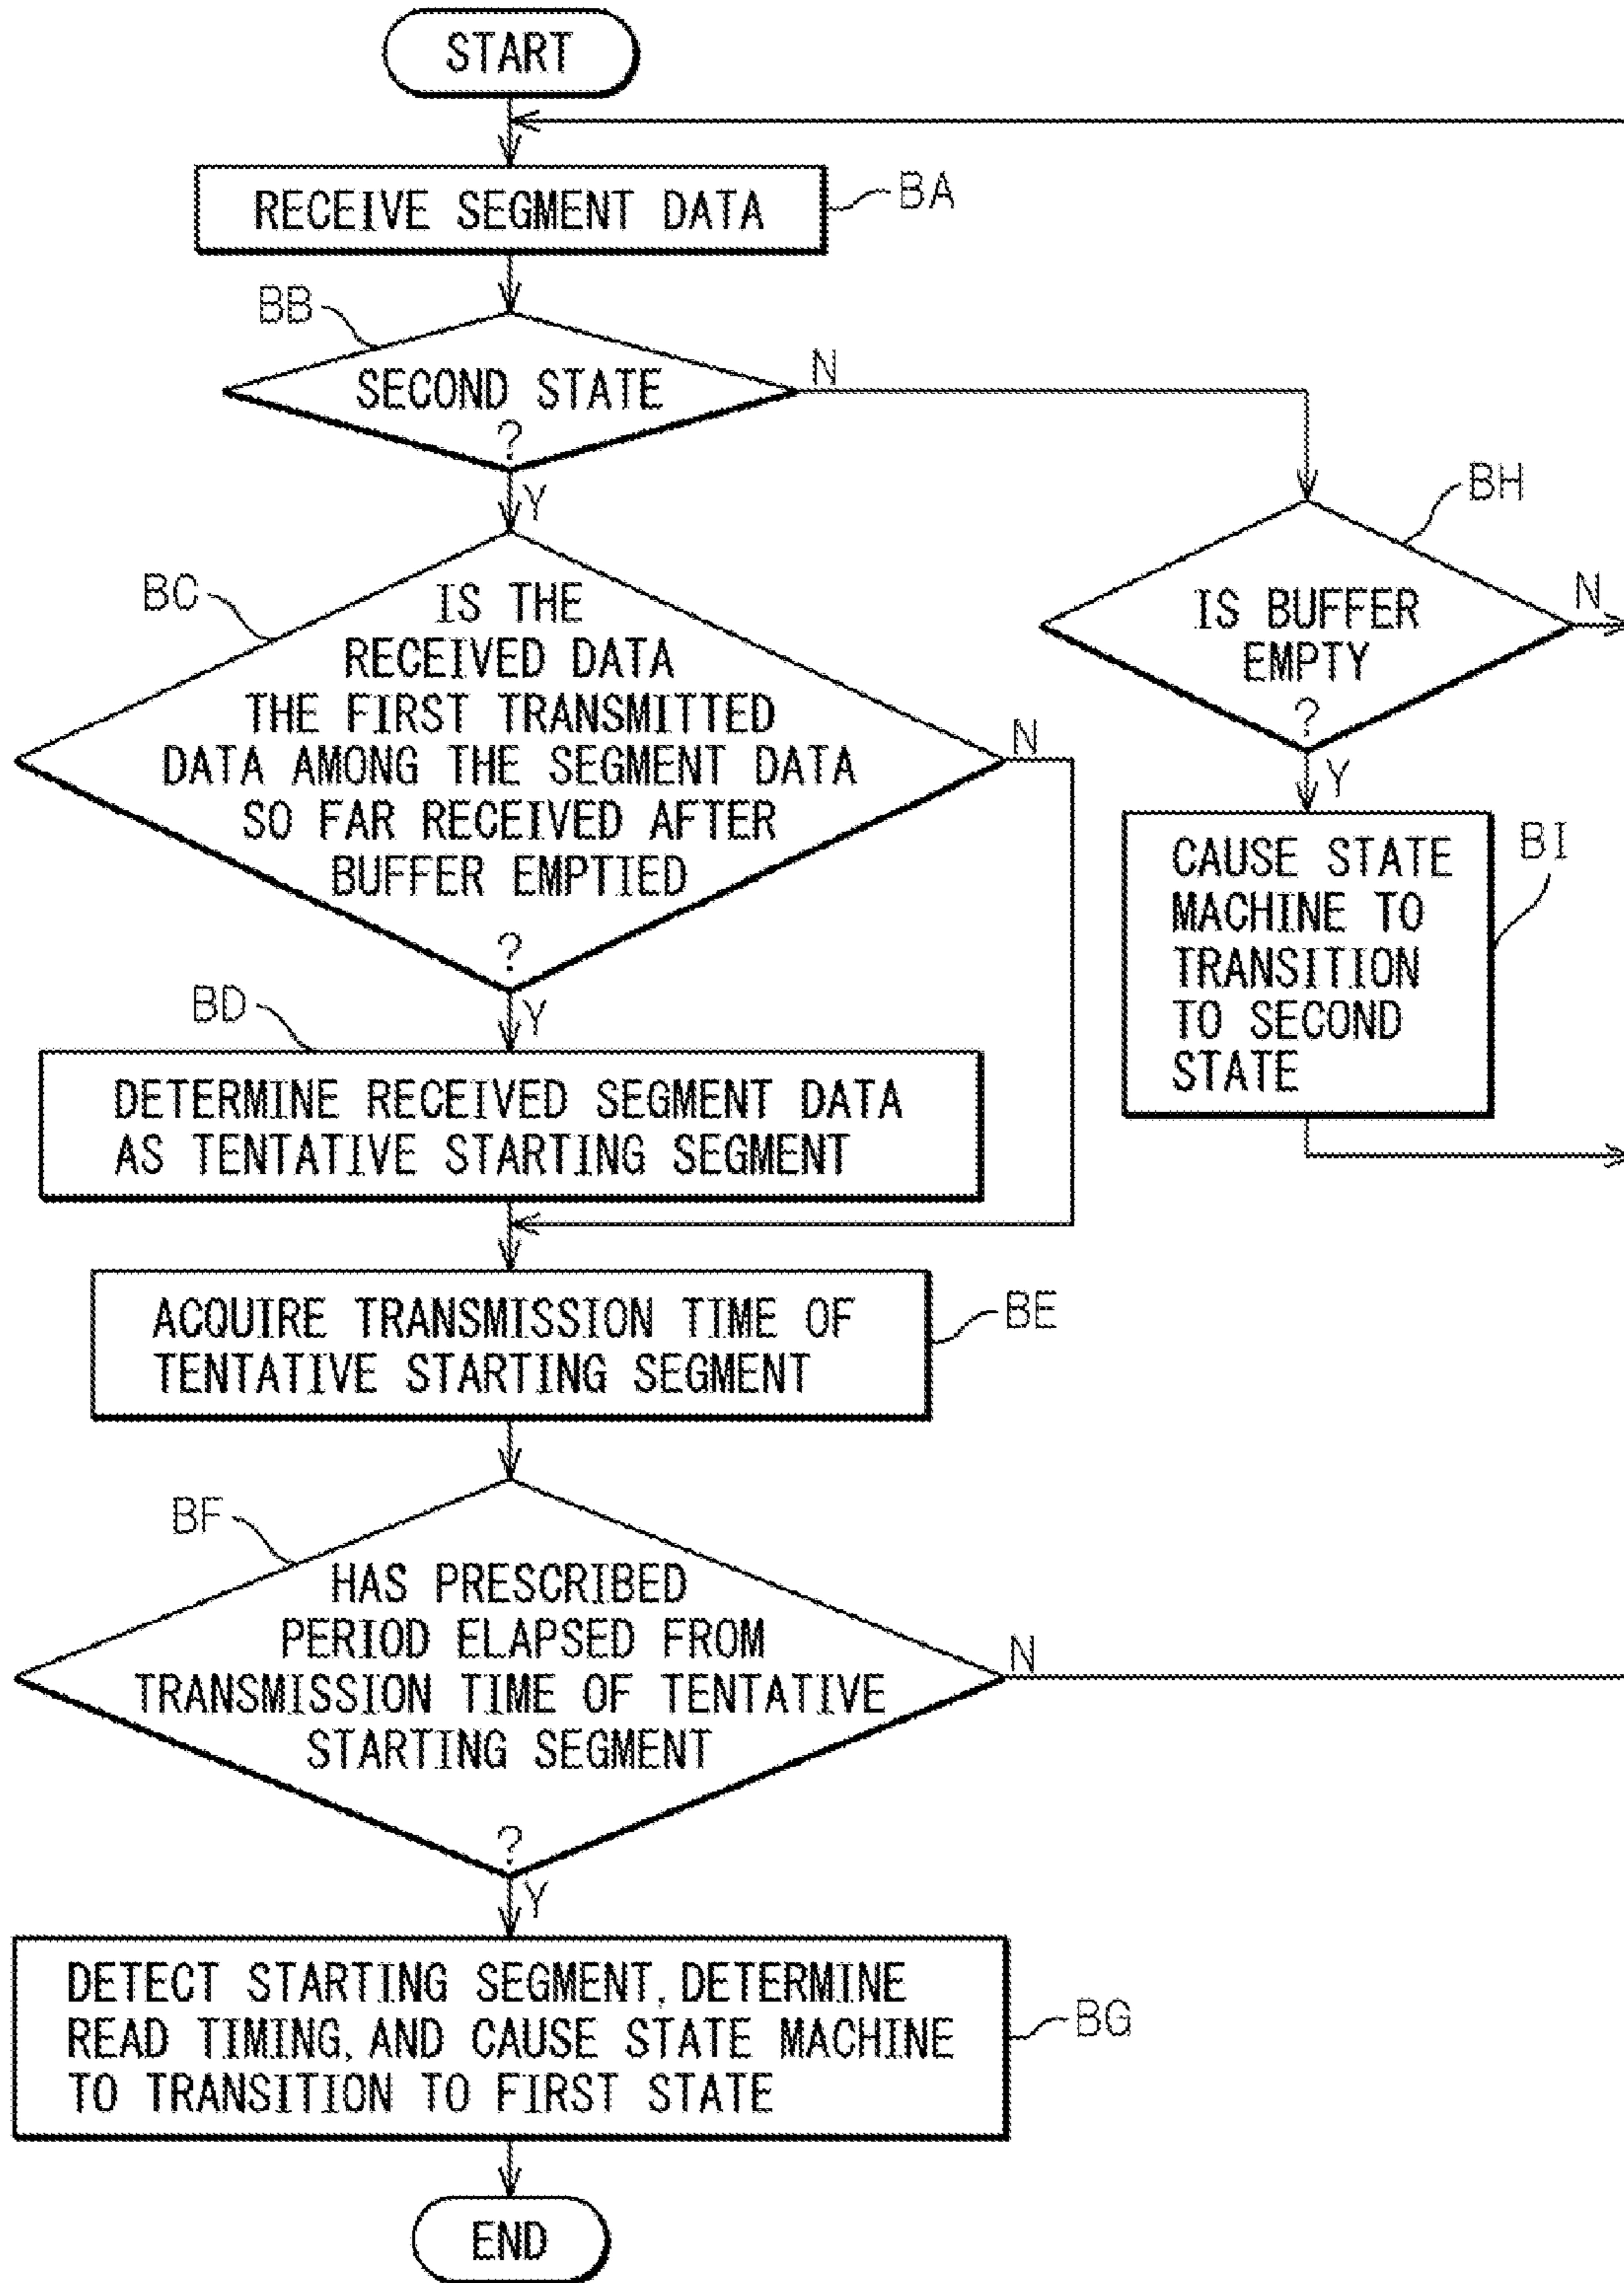 START
RECEIVE SEGMENT DATA
BA
BB
SECOND STATE
?
N
Y
BH
IS BUFFER
EMPTY
?
N
Y
BC
IS THE
RECEIVED DATA
THE FIRST TRANSMITTED
DATA AMONG THE SEGMENT DATA
SO FAR RECEIVED AFTER
BUFFER EMPTIED
?
N
Y
CAUSE STATE
MACHINE TO
TRANSITION
TO SECOND
STATE
BI
BD
DETERMINE RECEIVED SEGMENT DATA
AS TENTATIVE STARTING SEGMENT
ACQUIRE TRANSMISSION TIME OF
TENTATIVE STARTING SEGMENT
BE
BF
HAS PRESCRIBED
PERIOD ELAPSED FROM
TRANSMISSION TIME OF TENTATIVE
STARTING SEGMENT
?
N
Y
DETECT STARTING SEGMENT, DETERMINE
READ TIMING, AND CAUSE STATE MACHINE
TO TRANSITION TO FIRST STATE
BG
END